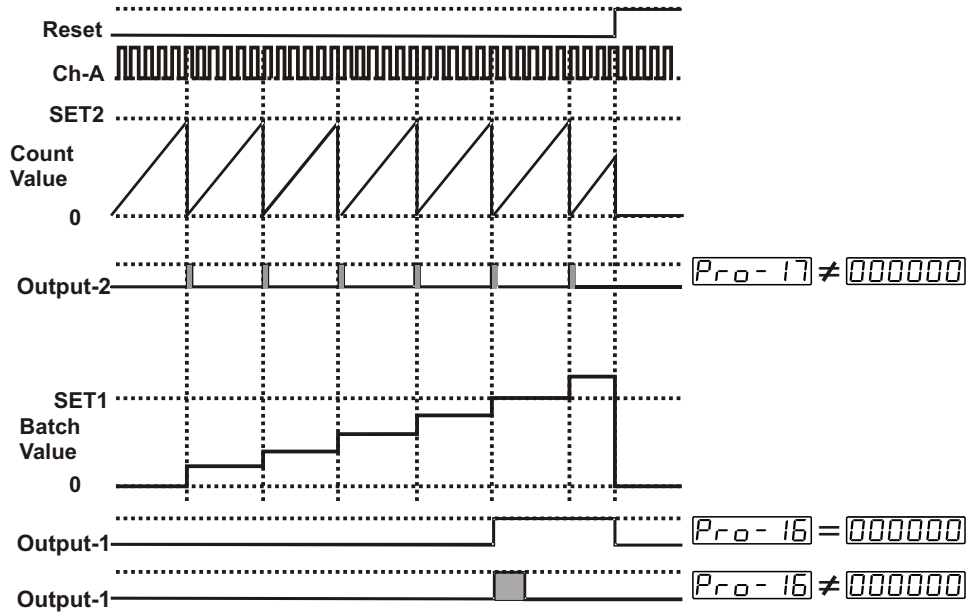 Reset
Ch-A
SET2
Count
Value
0
Output-2
Pro-17 ≠ 000000
SET1
Batch
Value
0
Output-1
Pro-16 = 000000
Output-1
Pro-16 ≠ 000000